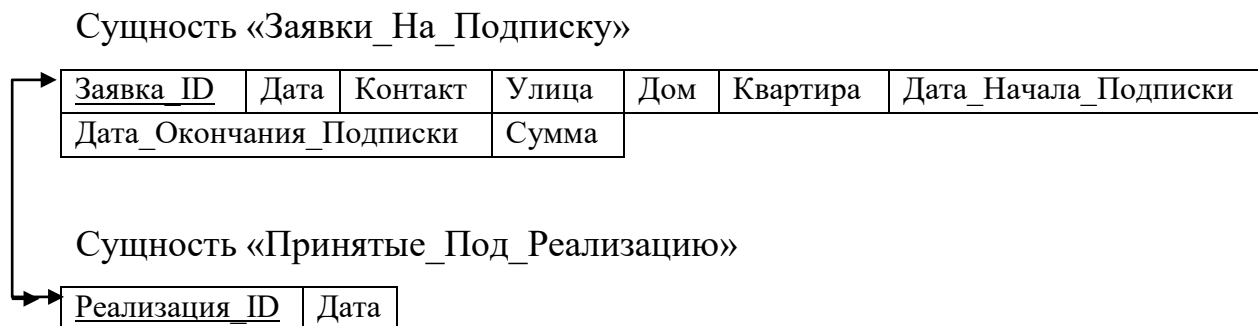 Сущность «Заявки_На_Подписку»
Заявка_ID Дата Контакт Улица Дом Квартира Дата_Начала_Подписки
Дата_Окончания_Подписки Сумма
Сущность «Принятые_Под_Реализацию»
Реализация_ID Дата